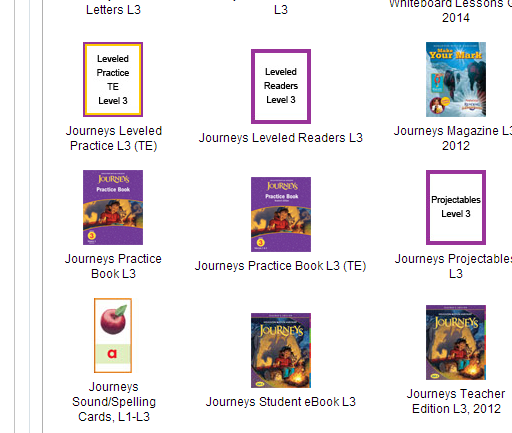 Letters L3
L3
Whiteboard Lessons
2014
Leveled
Practice
TE
Level 3
Journeys Leveled
Practice L3 (TE)
Leveled
Readers
Level 3
Journeys Leveled Readers L3
Make
Your Mark
Journeys Magazine L3
2012
JOURNEYS
Practice Book
3
Journeys Practice
Book L3
JOURNEYS
Practice Book
3
Journeys Practice Book L3 (TE)
Projectables
Level 3
Journeys Projectables
L3
a
Journeys
Sound/Spelling
Cards, L1-L3
JOURNEYS
Journeys Student eBook L3
JOURNEYS
Journeys Teacher
Edition L3, 2012